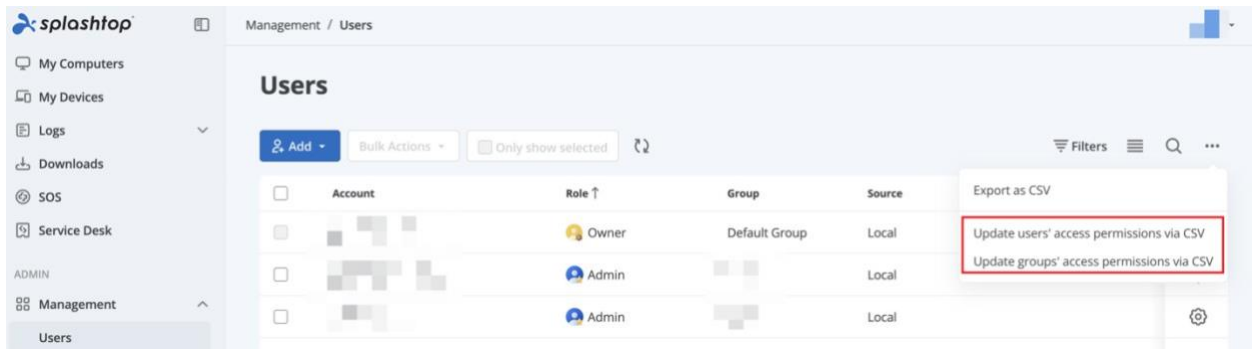 splashtop
Management / Users
My Computers
My Devices
Logs
Downloads
SOS
Service Desk
ADMIN
Management
Users
Users
Add
Bulk Actions
Only show selected
Filters
Account Role ↑ Group Source
Owner Default Group Local
Admin Local
Admin Local
Export as CSV
Update users' access permissions via CSV
Update groups' access permissions via CSV